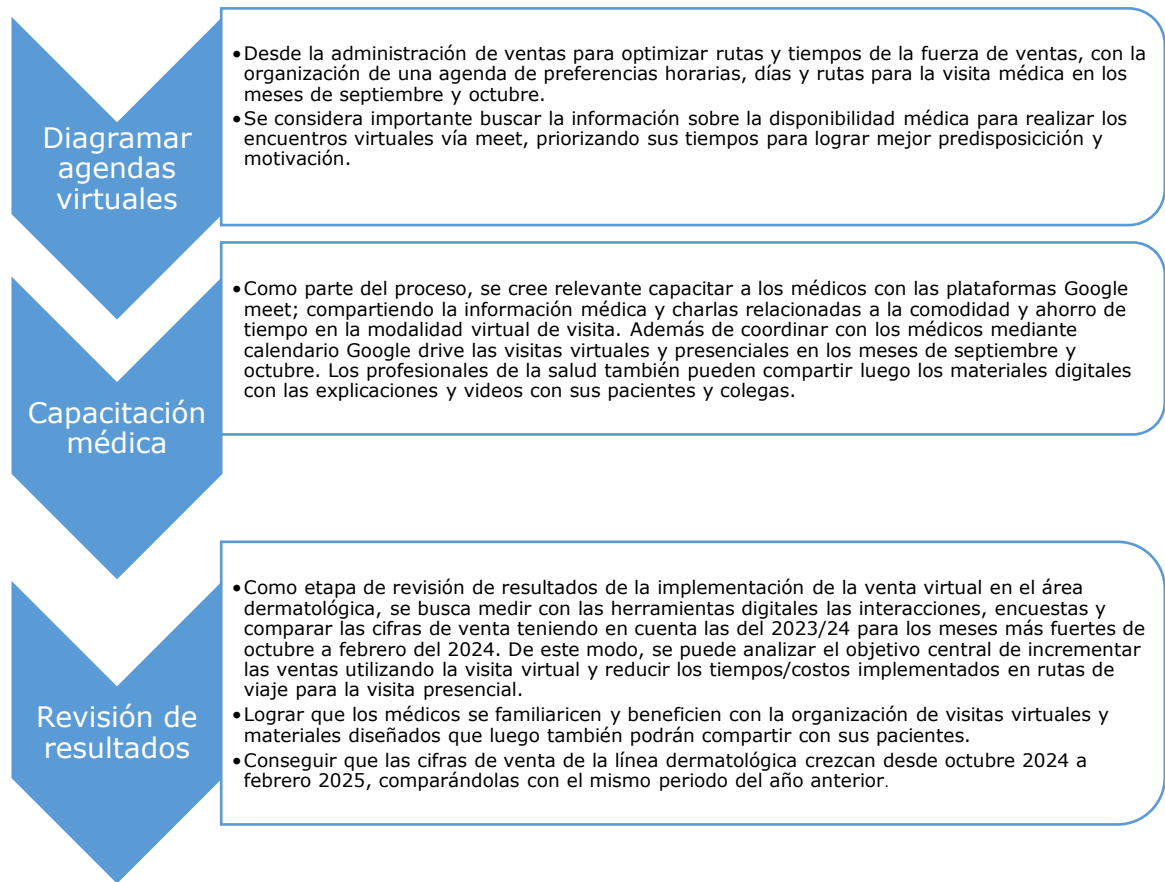 Diagramar
agendas
virtuales
•Desde la administración de ventas para optimizar rutas y tiempos de la fuerza de ventas, con la
organización de una agenda de preferencias horarias, días y rutas para la visita médica en los
meses de septiembre y octubre.
•Se considera importante buscar la información sobre la disponibilidad médica para realizar los
encuentros virtuales vía meet, priorizando sus tiempos para lograr mejor predisposicición y
motivación.
Capacitación
médica
•Como parte del proceso, se cree relevante capacitar a los médicos con las plataformas Google
meet; compartiendo la información médica y charlas relacionadas a la comodidad y ahorro de
tiempo en la modalidad virtual de visita. Además de coordinar con los médicos mediante
calendario Google drive las visitas virtuales y presenciales en los meses de septiembre y
octubre. Los profesionales de la salud también pueden compartir luego los materiales digitales
con las explicaciones y videos con sus pacientes y colegas.
Revisión de
resultados
•Como etapa de revisión de resultados de la implementación de la venta virtual en el área
dermatológica, se busca medir con las herramientas digitales las interacciones, encuestas y
comparar las cifras de venta teniendo en cuenta las del 2023/24 para los meses más fuertes de
octubre a febrero del 2024. De este modo, se puede analizar el objetivo central de incrementar
las ventas utilizando la visita virtual y reducir los tiempos/costos implementados en rutas de
viaje para la visita presencial.
•Lograr que los médicos se familiaricen y beneficien con la organización de visitas virtuales y
materiales diseñados que luego también podrán compartir con sus pacientes.
•Conseguir que las cifras de venta de la línea dermatológica crezcan desde octubre 2024 a
febrero 2025, comparándolas con el mismo periodo del año anterior.